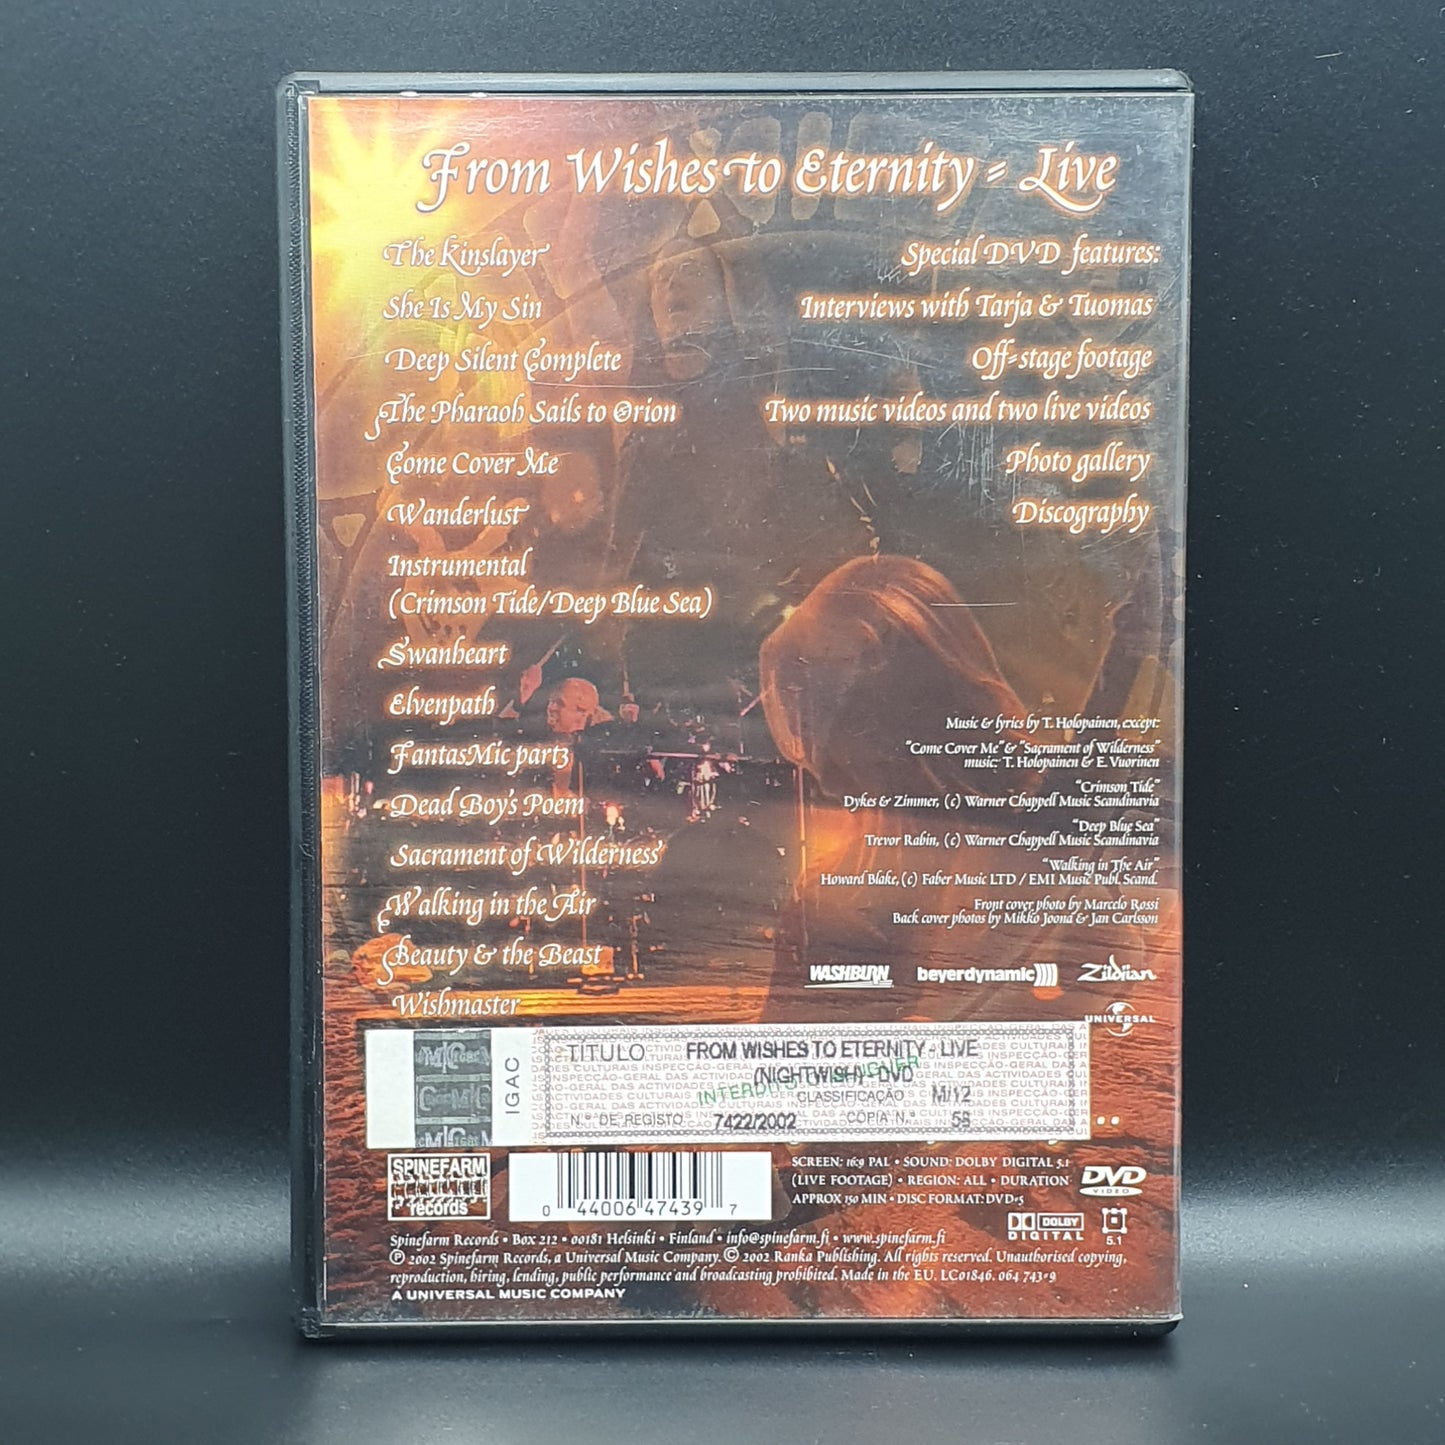 From Wishes to Eternity - Live
The Kinslayer
She Is My Sin
Deep Silent Complete
The Pharaoh Sails to Orion
Come Cover Me
Wanderlust
Instrumental
(Crimson Tide/Deep Blue Sea)
Swanheart
Elvenpath
FantasMic part3
Dead Boy's Poem
Sacrament of Wilderness
Walking in the Air
Beauty & the Beast
Wishmaster
Special DVD features:
Interviews with Tarja & Tuomas
Off-stage footage
Two music videos and two live videos
Photo gallery
Discography
Music & lyrics by T. Holopainen, except:
"Come Cover Me" & "Sacrament of Wilderness"
music: T. Holopainen & E. Vuorinen
"Crimson Tide"
Dykes & Zimmer, (c) Warner Chappell Music Scandinavia
"Deep Blue Sea"
Trevor Rabin, (c) Warner Chappell Music Scandinavia
"Walking in The Air"
Howard Blake, (c) Faber Music LTD / EMI Music Publ. Scand.
Front cover photo by Marcelo Rossi
Back cover photos by Mikko Joona & Jan Carlsson
WASHBURN beyerdynamic)))) Zildjian
UNIVERSAL
IGAC
TÍTULO FROM WISHES TO ETERNITY - LIVE
(NIGHTWISH) - DVD
INTERDITO ALUGUER
CLASSIFICAÇÃO M/12
N.º DE REGISTO 7422/2002 CÓPIA N.º 58
SPINEFARM
records
0 44006 47439 7
SCREEN: 16:9 PAL • SOUND: DOLBY DIGITAL 5.1
(LIVE FOOTAGE) • REGION: ALL • DURATION
APPROX 150 MIN • DISC FORMAT: DVD-5
DVD
VIDEO
DOLBY
DIGITAL
5.1
Spinefarm Records • Box 212 • 00181 Helsinki • Finland • info@spinefarm.fi • www.spinefarm.fi
Ⓟ 2002 Spinefarm Records, a Universal Music Company. © 2002 Ranka Publishing. All rights reserved. Unauthorised copying,
reproduction, hiring, lending, public performance and broadcasting prohibited. Made in the EU. LC01846. 064 743-9
A UNIVERSAL MUSIC COMPANY